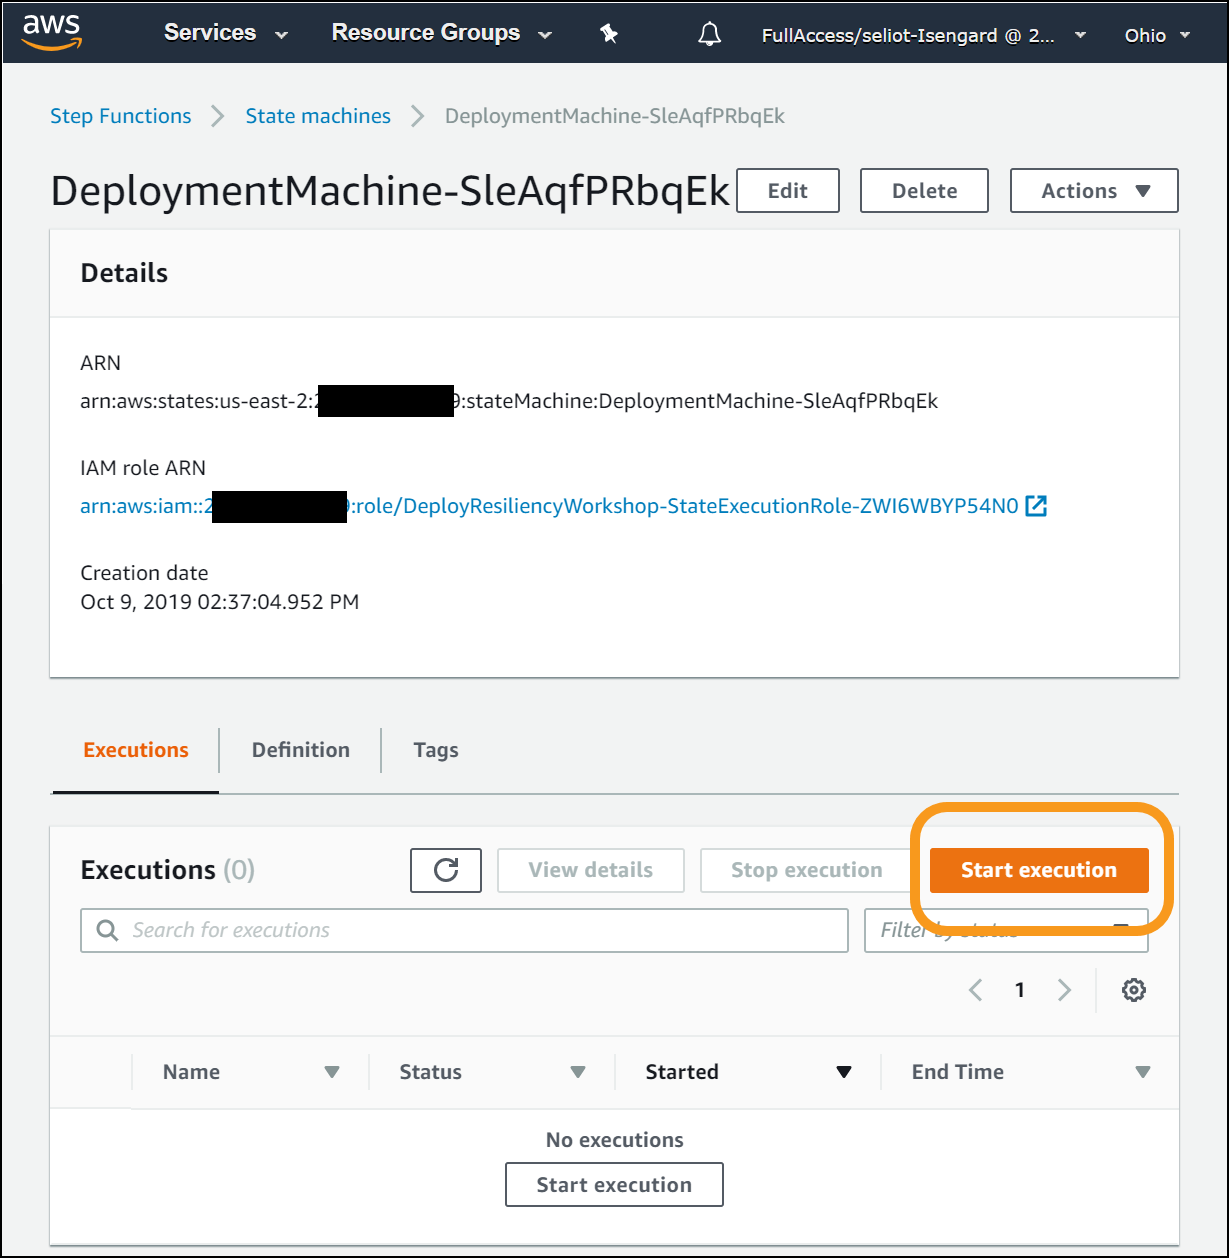 aws Services Resource Groups FullAccess/seliot-Isengard @ 2... Ohio
Step Functions State machines DeploymentMachine-SleAqfPRbqEk
DeploymentMachine-SleAqfPRbqEk Edit Delete Actions
Details
ARN
arn:aws:states:us-east-2:2 9:stateMachine:DeploymentMachine-SleAqfPRbqEk
IAM role ARN
arn:aws:iam::2 9:role/DeployResiliencyWorkshop-StateExecutionRole-ZWI6WBYP54N0
Creation date
Oct 9, 2019 02:37:04.952 PM
Executions Definition Tags
Executions (0) View details Stop execution Start execution
Search for executions Filter by status
1
Name Status Started End Time
No executions
Start execution